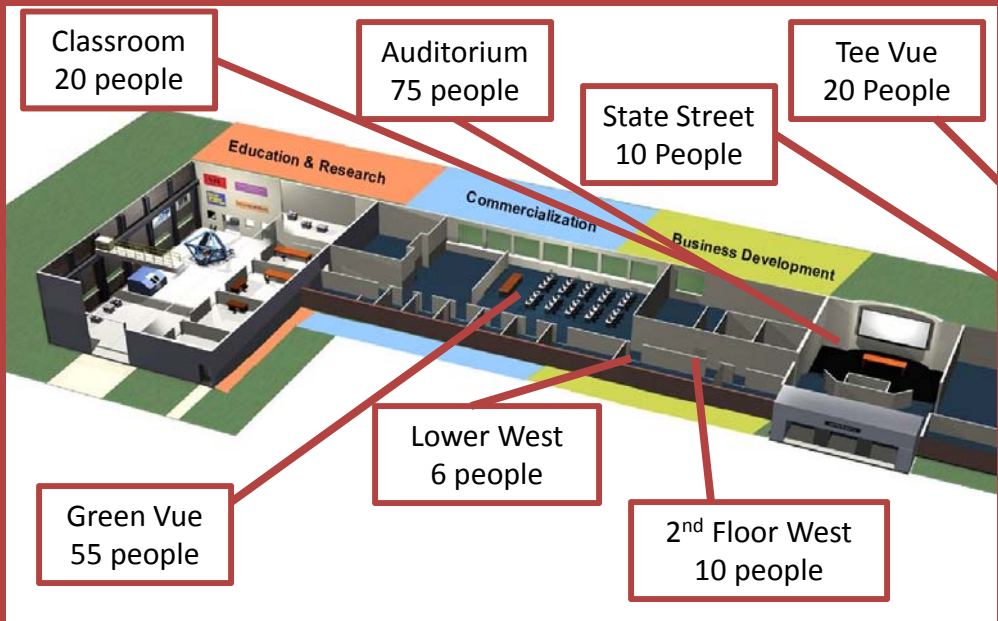 Classroom
20 people
Auditorium
75 people
Tee Vue
20 People
State Street
10 People
Education & Research
Commercialization
Business Development
Lower West
6 people
Green Vue
55 people
2nd Floor West
10 people